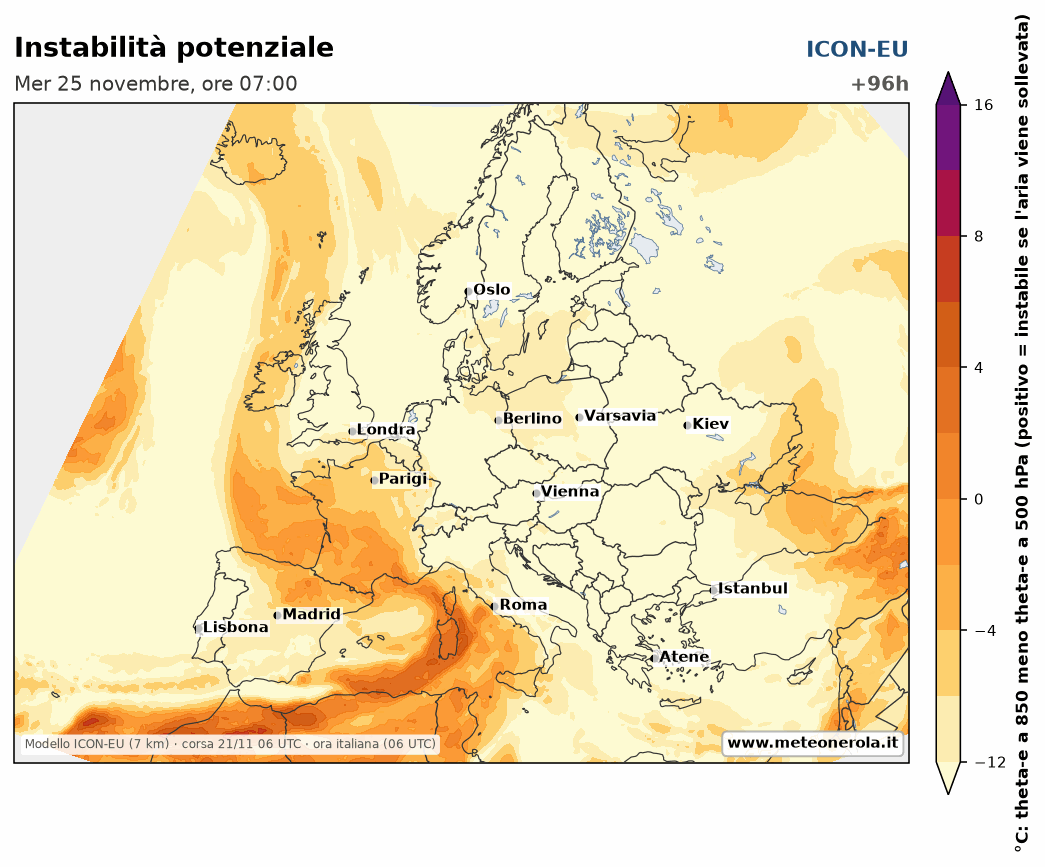 Instabilità potenziale
ICON-EU
Mer 25 novembre, ore 07:00
+96h
Oslo
Londra
Berlino
Varsavia
Kiev
Parigi
Vienna
Istanbul
Roma
Madrid
Lisbona
Atene
Modello ICON-EU (7 km) · corsa 21/11 06 UTC · ora italiana (06 UTC)
www.meteonerola.it
16
8
4
0
−4
−12
°C: theta-e a 850 meno theta-e a 500 hPa (positivo = instabile se l'aria viene sollevata)